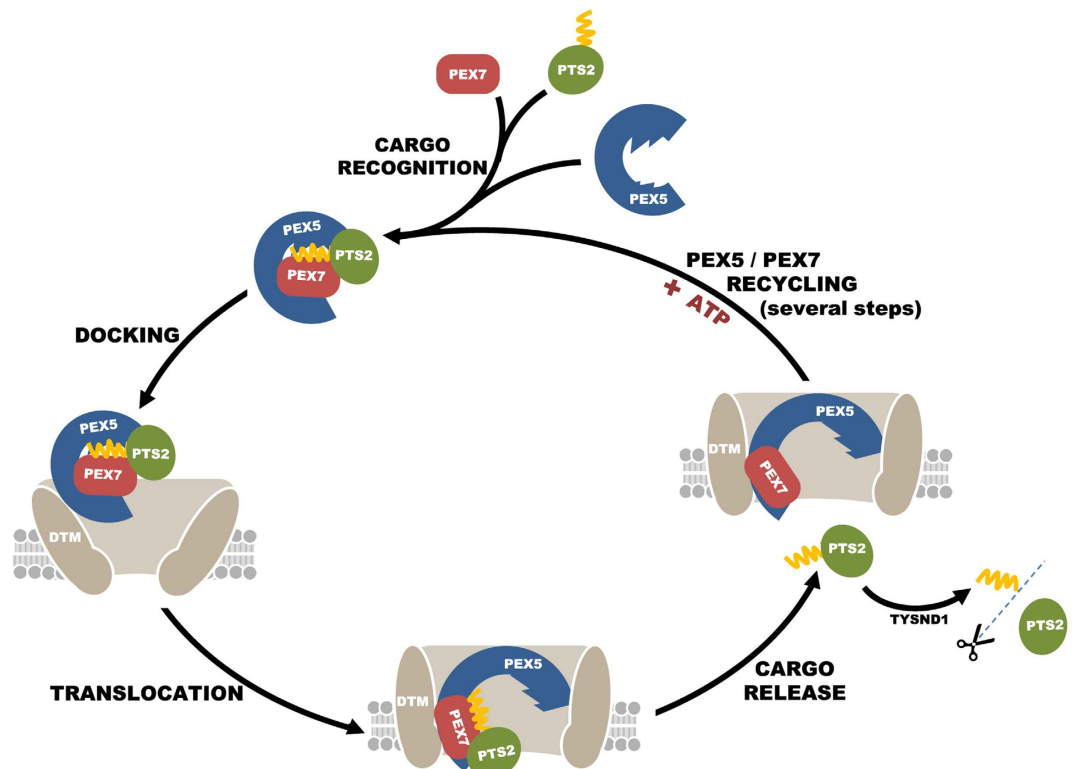 PEX7
PTS2
CARGO
RECOGNITION
PEX5
PEX5
PTS2
PEX7
PEX5 / PEX7
RECYCLING
(several steps)
+ ATP
DOCKING
PEX5
PTS2
PEX7
DTM
PEX5
DTM
PEX7
PTS2
TYSND1
PTS2
TRANSLOCATION
PEX5
DTM
PEX7
PTS2
CARGO
RELEASE